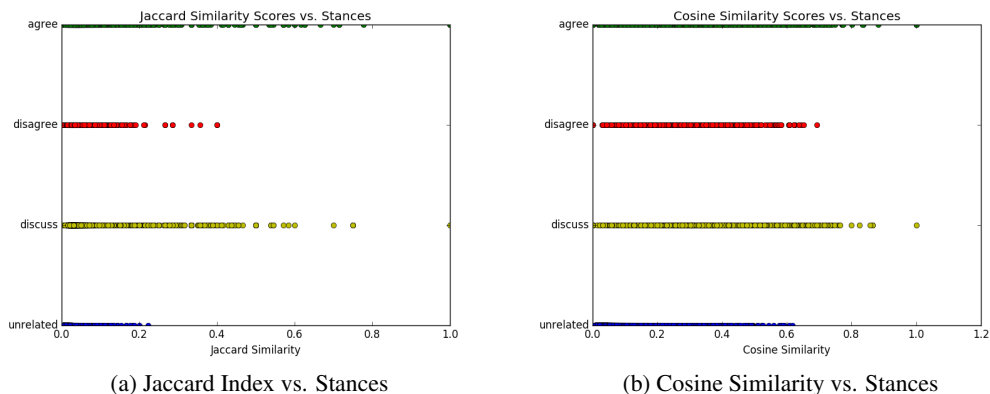 Jaccard Similarity Scores vs. Stances
agree
disagree
discuss
unrelated
0.0 0.2 0.4 0.6 0.8 1.0
Jaccard Similarity
(a) Jaccard Index vs. Stances
Cosine Similarity Scores vs. Stances
agree
disagree
discuss
unrelated
0.0 0.2 0.4 0.6 0.8 1.0 1.2
Cosine Similarity
(b) Cosine Similarity vs. Stances